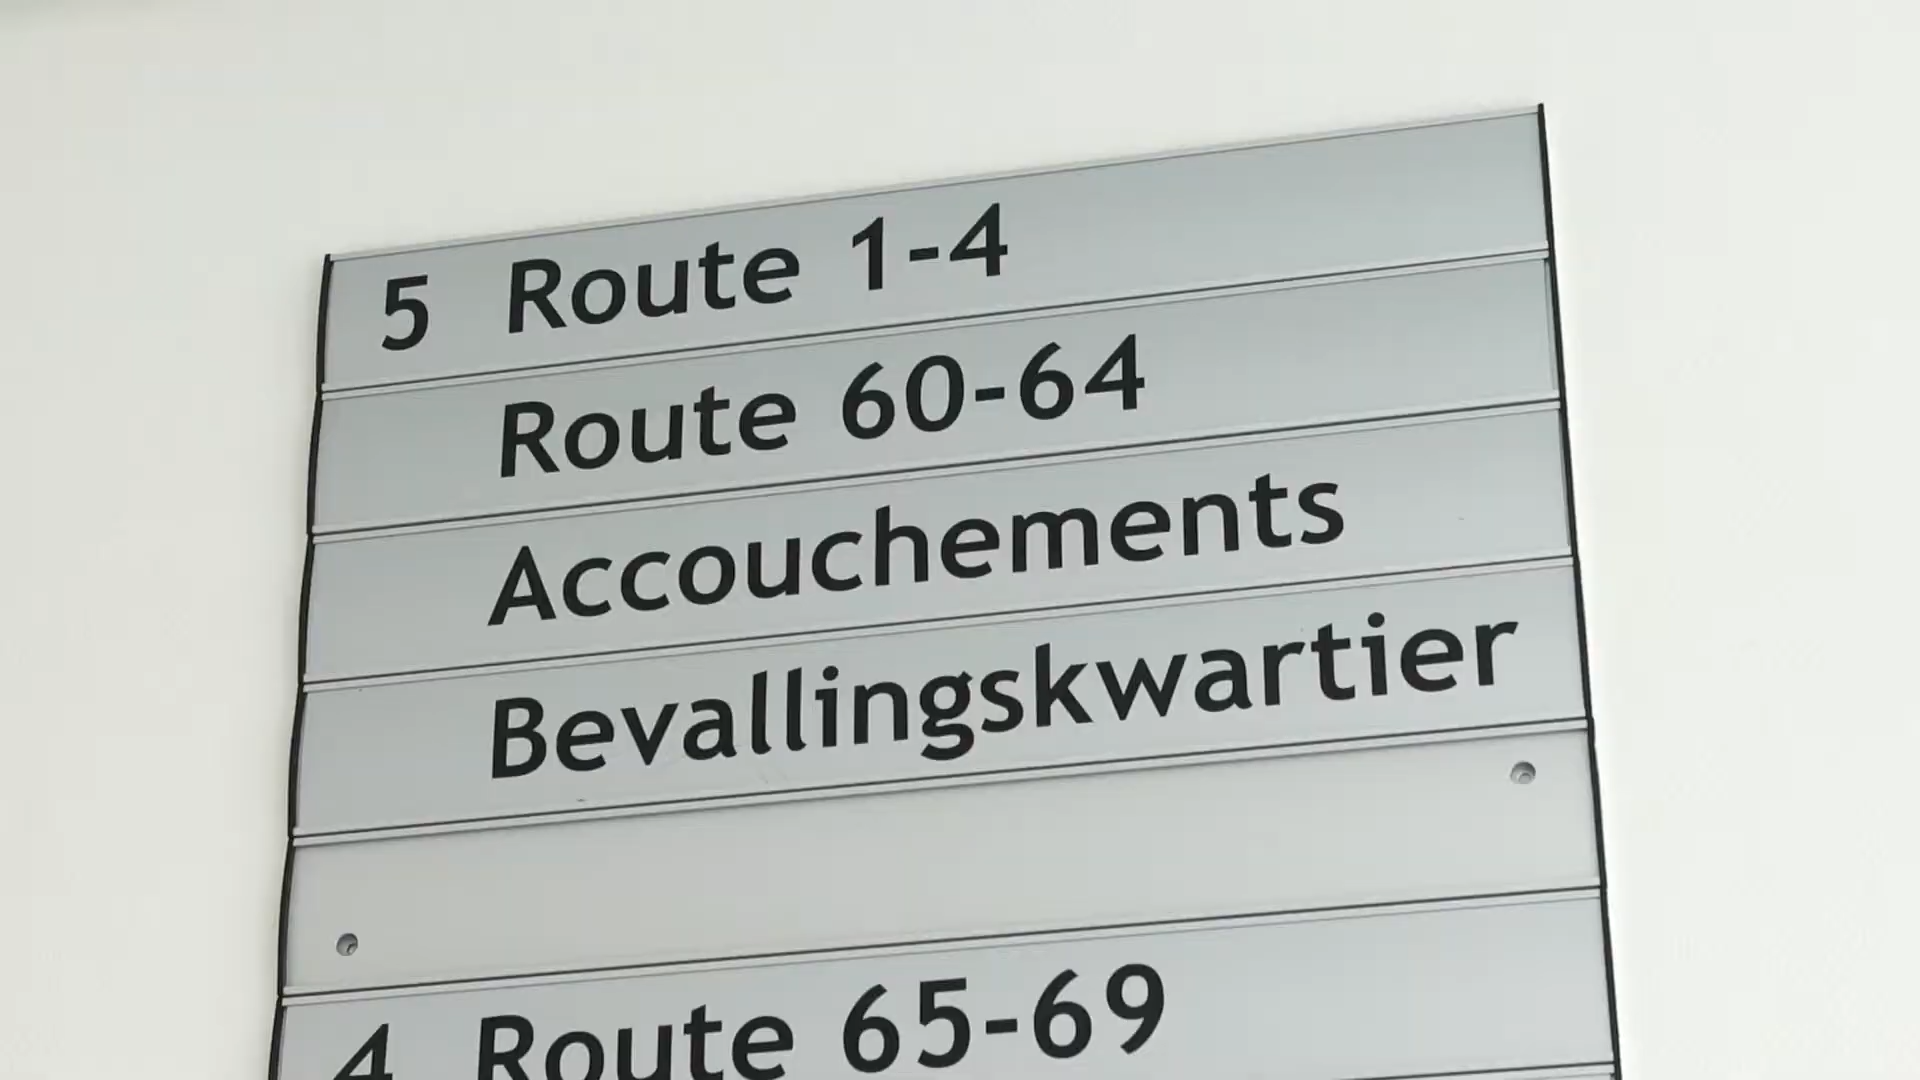 5 Route 1-4
Route 60-64
Accouchements
Bevallingskwartier
4 Route 65-69